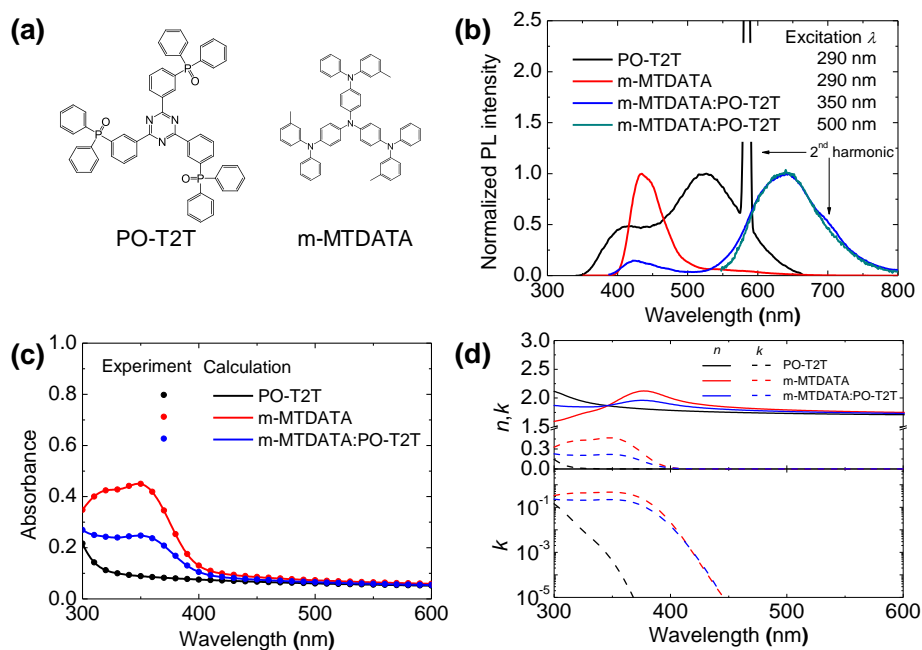 (a)
PO-T2T
m-MTDATA
N
N
N
N
N
N
N
P
O
P
O
P
O
(b)
Normalized PL intensity
2.5
2.0
1.5
1.0
0.5
0.0
Excitation λ
PO-T2T 290 nm
m-MTDATA 290 nm
m-MTDATA:PO-T2T 350 nm
m-MTDATA:PO-T2T 500 nm
2nd harmonic
300 400 500 600 700 800
Wavelength (nm)
(c)
Absorbance
1.0
0.8
0.6
0.4
0.2
0.0
Experiment Calculation
PO-T2T
m-MTDATA
m-MTDATA:PO-T2T
300 400 500 600
Wavelength (nm)
(d)
n,k
3.0
2.5
2.0
1.5
0.3
0.0
n k
PO-T2T
m-MTDATA
m-MTDATA:PO-T2T
k
10-1
10-3
10-5
300 400 500 600
Wavelength (nm)